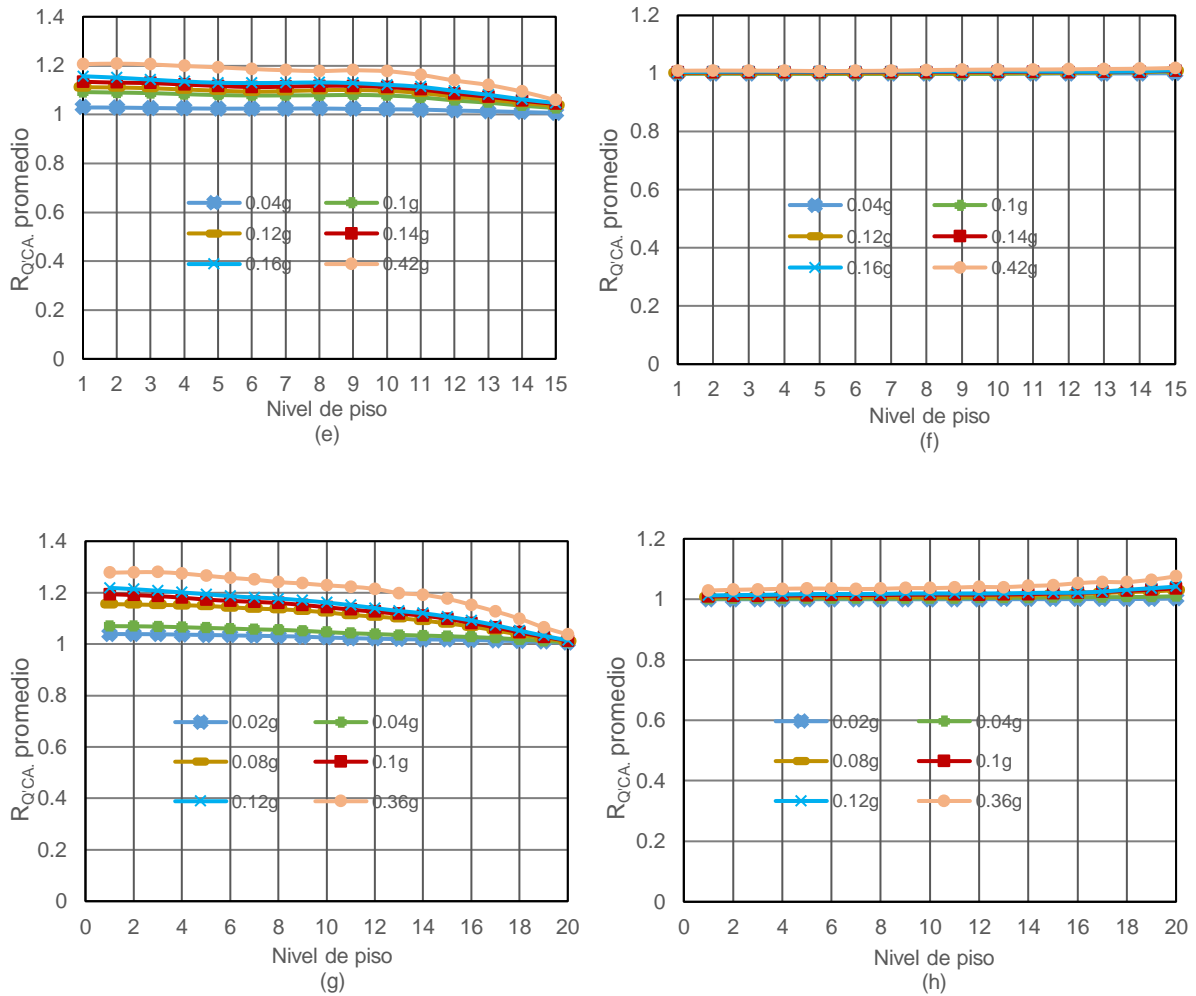 1.4
1.2
1
0.8
0.6
0.4
0.2
0
R_Q'CA. promedio
0.04g 0.1g
0.12g 0.14g
0.16g 0.42g
1 2 3 4 5 6 7 8 9 10 11 12 13 14 15
Nivel de piso
(e)
1.2
1
0.8
0.6
0.4
0.2
0
R_Q'CA. promedio
0.04g 0.1g
0.12g 0.14g
0.16g 0.42g
1 2 3 4 5 6 7 8 9 10 11 12 13 14 15
Nivel de piso
(f)
1.4
1.2
1
0.8
0.6
0.4
0.2
0
R_Q'CA. promedio
0.02g 0.04g
0.08g 0.1g
0.12g 0.36g
0 2 4 6 8 10 12 14 16 18 20
Nivel de piso
(g)
1.2
1
0.8
0.6
0.4
0.2
0
R_Q'CA. promedio
0.02g 0.04g
0.08g 0.1g
0.12g 0.36g
0 2 4 6 8 10 12 14 16 18 20
Nivel de piso
(h)